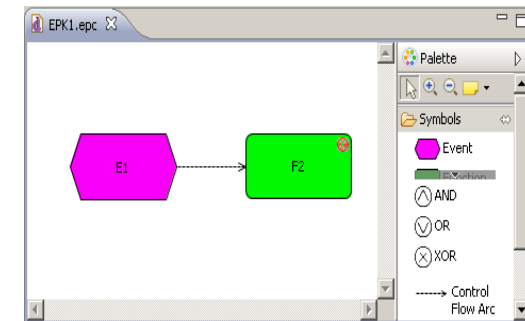 EPK1.epc
Palette
Symbols
Event
E1
F2
AND
OR
XOR
Control
Flow Arc